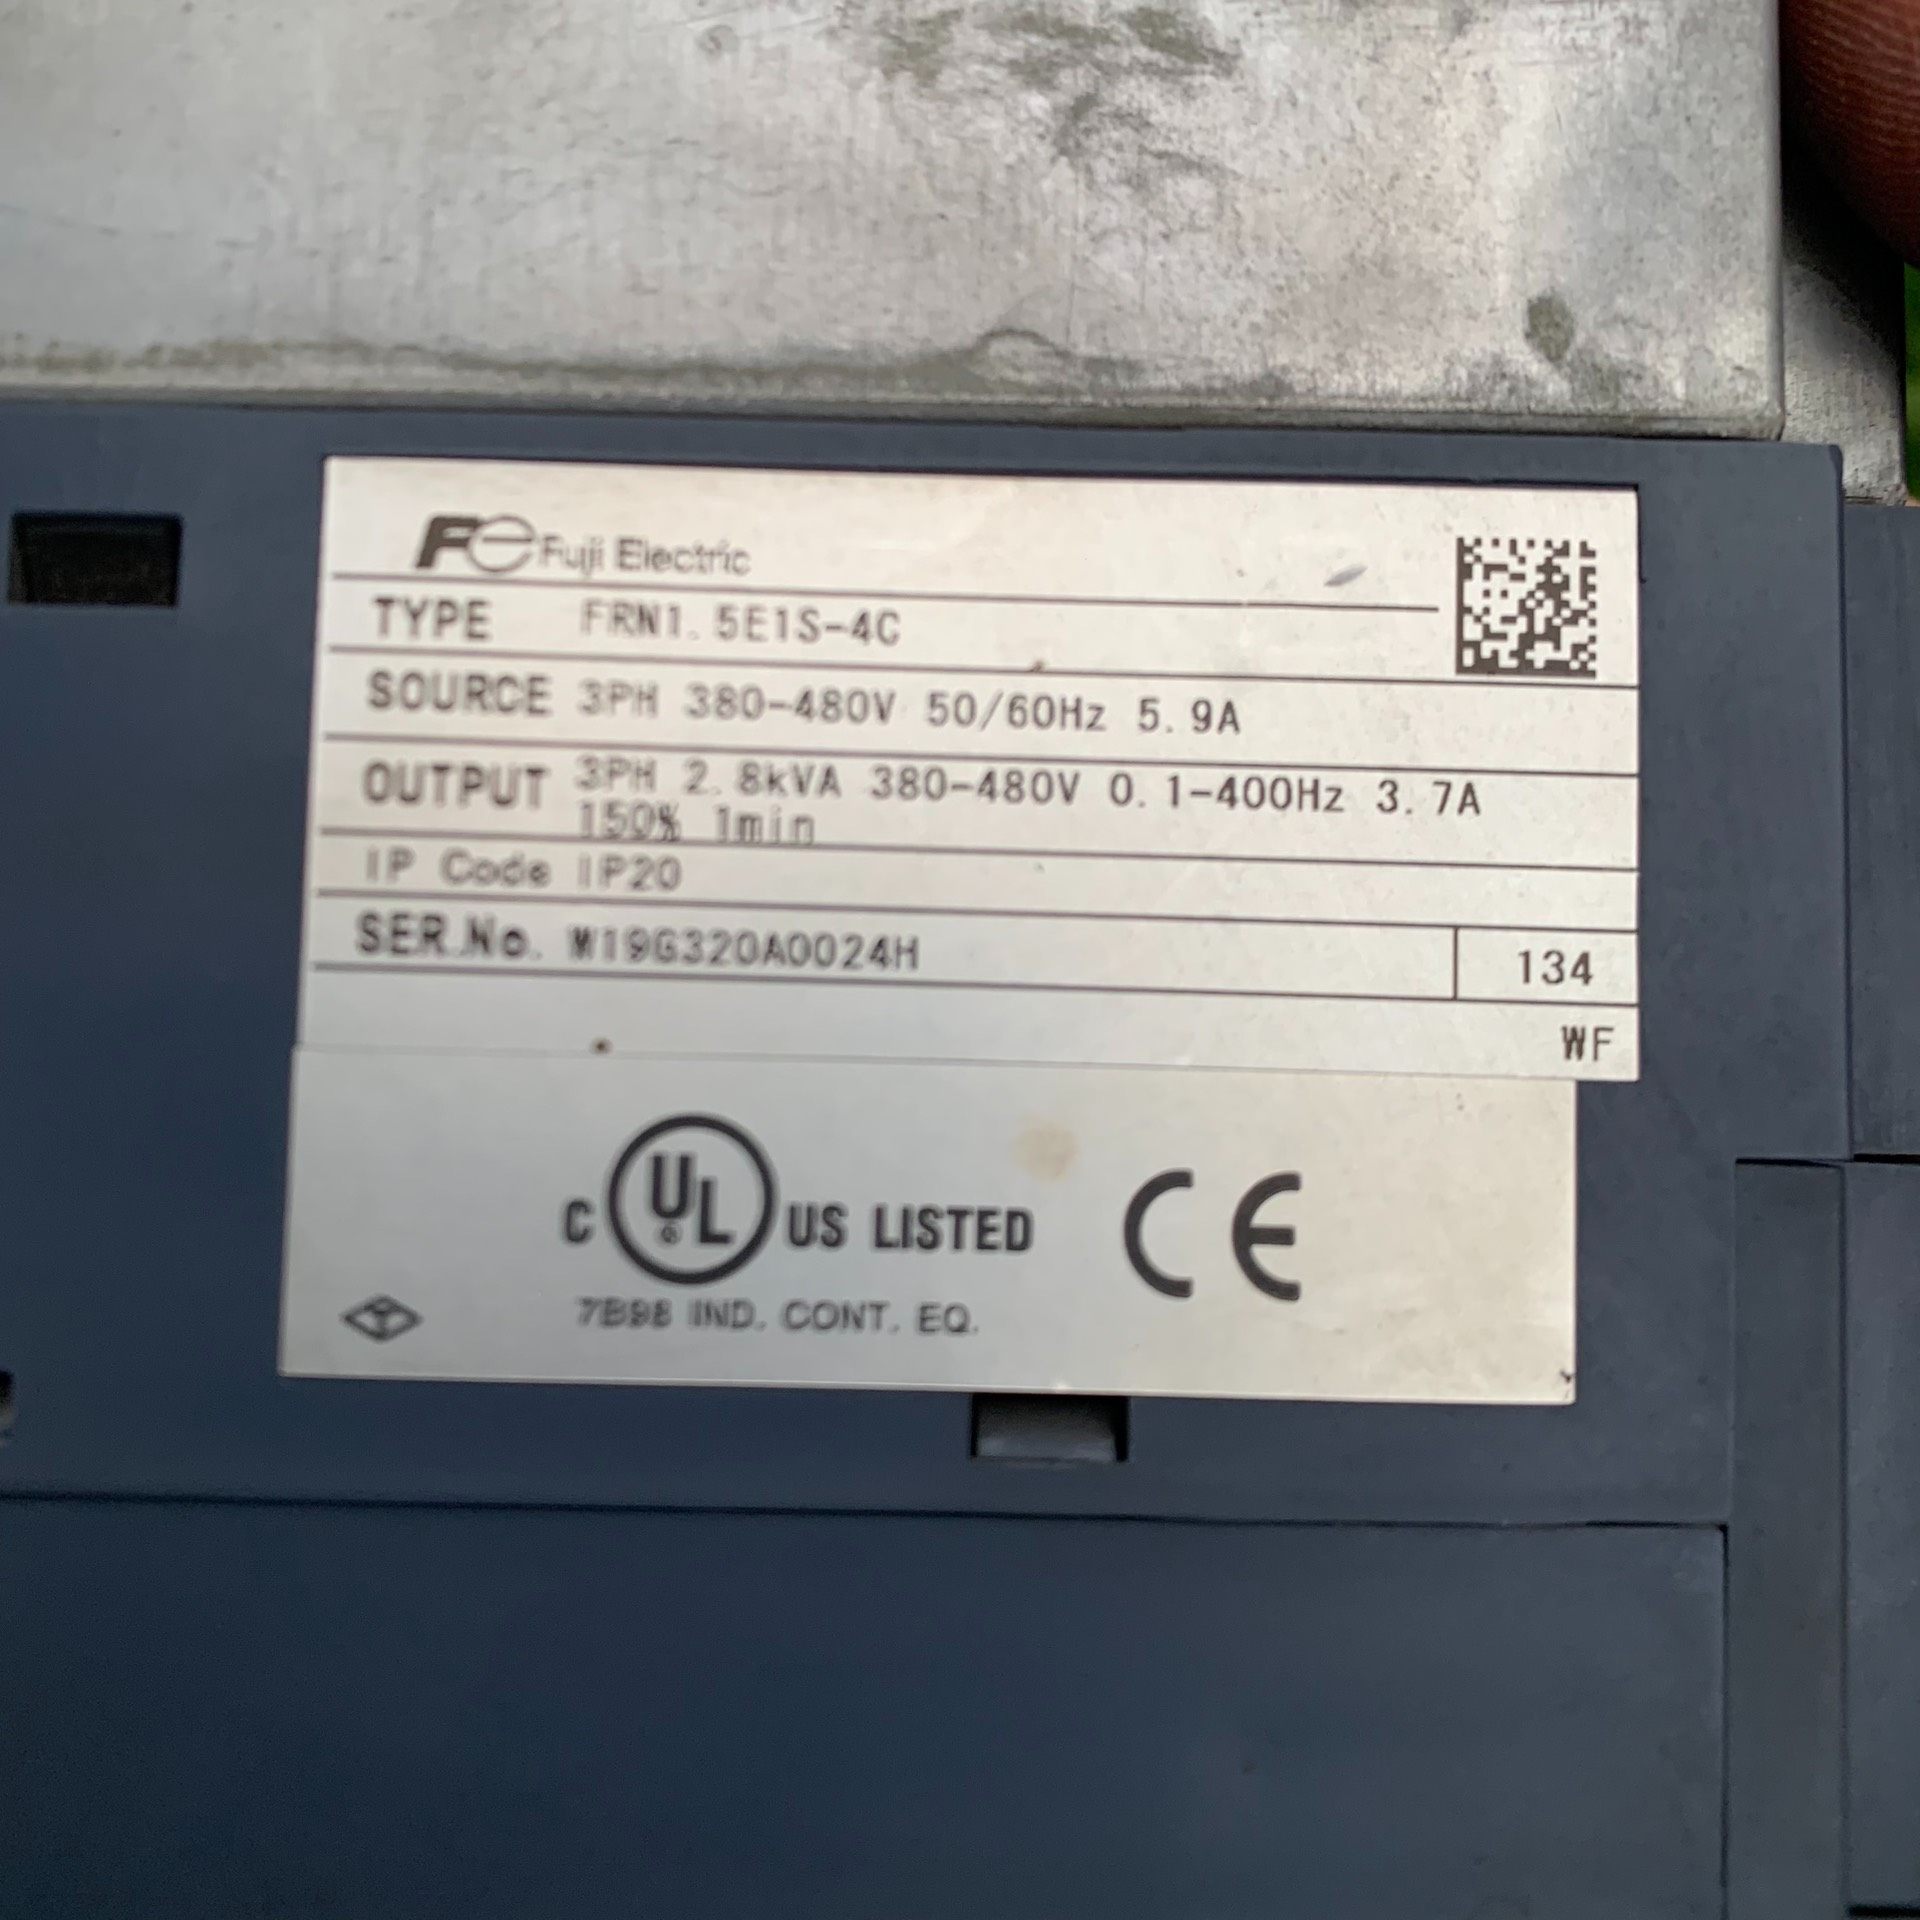 Fe Fuji Electric
TYPE FRN1.5E1S-4C
SOURCE 3PH 380-480V 50/60Hz 5.9A
OUTPUT 3PH 2.8kVA 380-480V 0.1-400Hz 3.7A
150% 1min
IP Code IP20
SER.No. W19G320A0024H 134
WF
C UL US LISTED CE
7B98 IND. CONT. EQ.